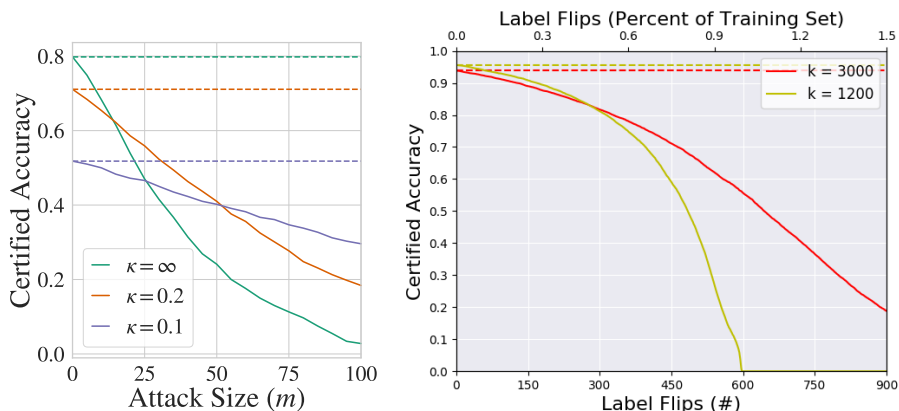 Certified Accuracy
0.8
0.6
0.4
0.2
0.0
κ=∞
κ=0.2
κ=0.1
0 25 50 75 100
Attack Size (m)
Label Flips (Percent of Training Set)
0.0 0.3 0.6 0.9 1.2 1.5
Certified Accuracy
1.0
0.9
0.8
0.7
0.6
0.5
0.4
0.3
0.2
0.1
0.0
k = 3000
k = 1200
0 150 300 450 600 750 900
Label Flips (#)